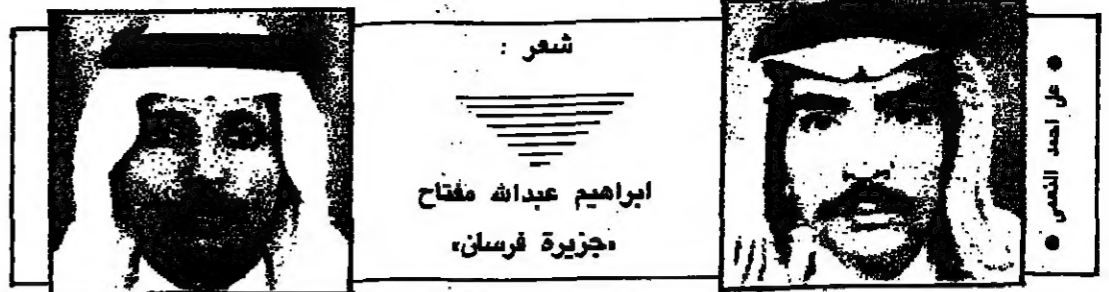 شعر :
ابراهيم عبدالله مفتاح
«جزيرة فرسان»
● علي احمد النعمي ●